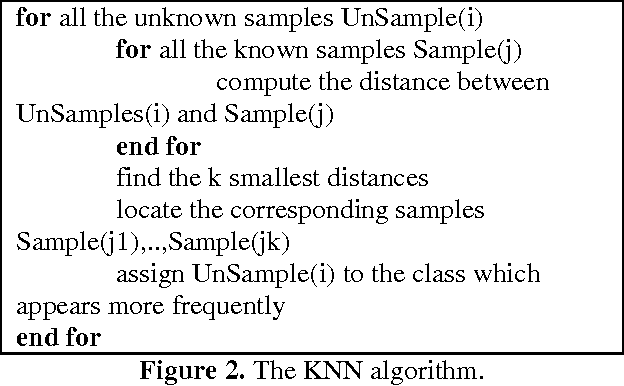 for all the unknown samples UnSample(i)
for all the known samples Sample(j)
compute the distance between
UnSamples(i) and Sample(j)
end for
find the k smallest distances
locate the corresponding samples
Sample(j1),..,Sample(jk)
assign UnSample(i) to the class which
appears more frequently
end for
Figure 2. The KNN algorithm.